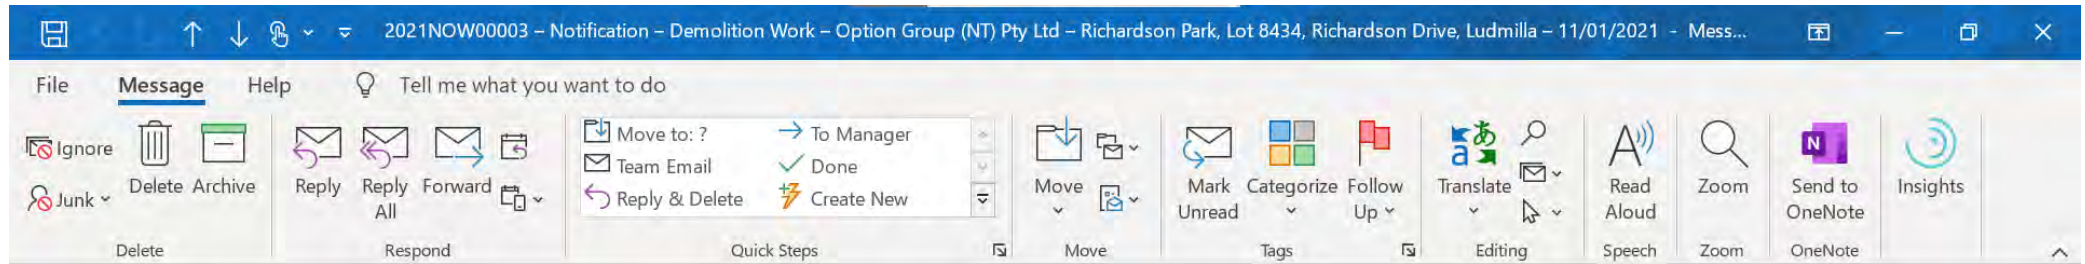 2021NOW00003 – Notification – Demolition Work – Option Group (NT) Pty Ltd – Richardson Park, Lot 8434, Richardson Drive, Ludmilla – 11/01/2021 - Mess...
File Message Help Tell me what you want to do
Ignore
Junk
Delete Archive
Delete
Reply Reply All Forward
Respond
Move to: ? To Manager
Team Email Done
Reply & Delete Create New
Quick Steps
Move
Move
Mark Unread Categorize Follow Up
Tags
あ
a
Translate
Editing
A
Read Aloud
Speech
Zoom
Zoom
N
Send to OneNote
OneNote
Insights